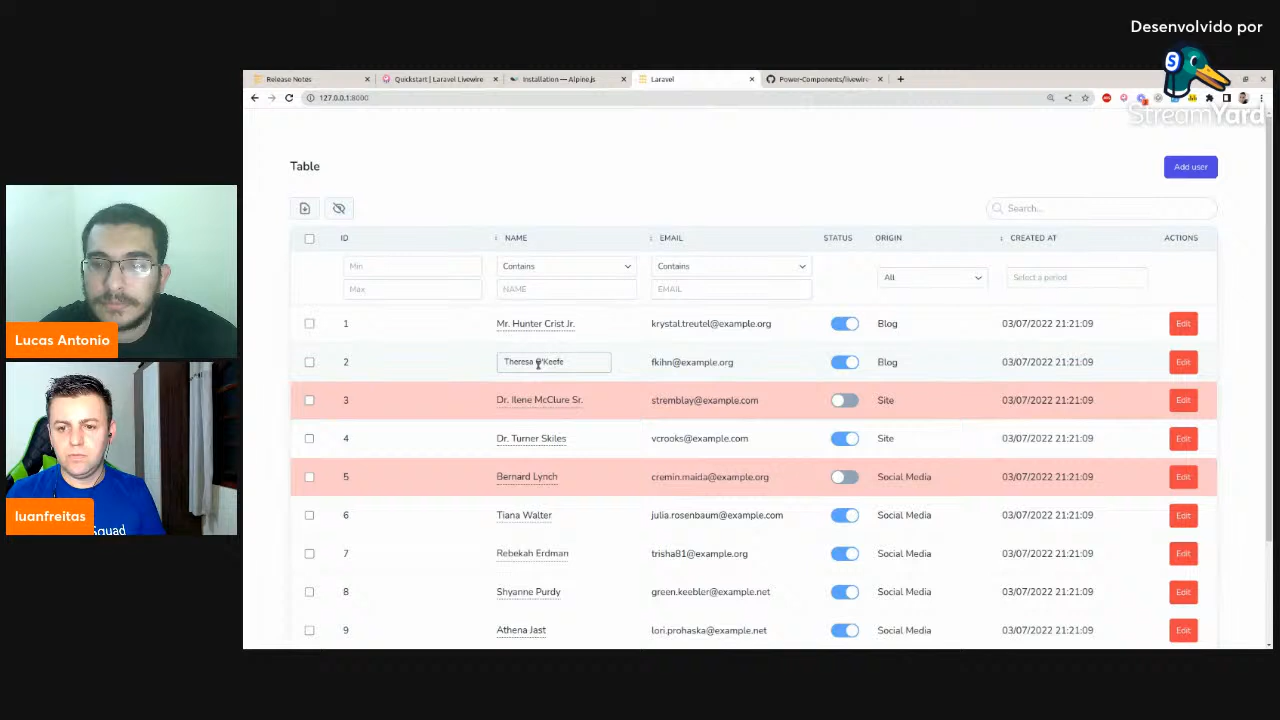 Desenvolvido por
StreamYard
Release Notes
Quickstart | Laravel Livewire
Installation — Alpine.js
Laravel
Power-Components/livewire
127.0.0.1:8000
Table
Add user
Search...
ID NAME EMAIL STATUS ORIGIN CREATED AT ACTIONS
Min Contains Contains All Select a period
Max NAME EMAIL
1 Mr. Hunter Crist Jr. krystal.treutel@example.org Blog 03/07/2022 21:21:09 Edit
2 Theresa O'Keefe fkihn@example.org Blog 03/07/2022 21:21:09 Edit
3 Dr. Ilene McClure Sr. stremblay@example.com Site 03/07/2022 21:21:09 Edit
4 Dr. Turner Skiles vcrooks@example.com Site 03/07/2022 21:21:09 Edit
5 Bernard Lynch cremin.maida@example.org Social Media 03/07/2022 21:21:09 Edit
6 Tiana Walter julia.rosenbaum@example.com Social Media 03/07/2022 21:21:09 Edit
7 Rebekah Erdman trisha81@example.org Social Media 03/07/2022 21:21:09 Edit
8 Shyanne Purdy green.keebler@example.net Social Media 03/07/2022 21:21:09 Edit
9 Athena Jast lori.prohaska@example.net Social Media 03/07/2022 21:21:09 Edit
Lucas Antonio
luanfreitas
Squad